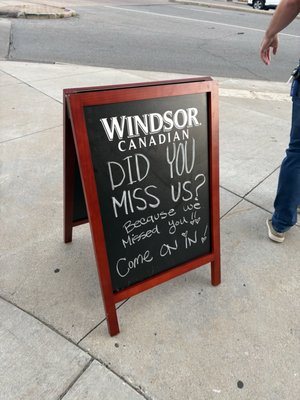 WINDSOR
CANADIAN
DID YOU
MISS US?
Because we
missed you!!
Come ON IN!